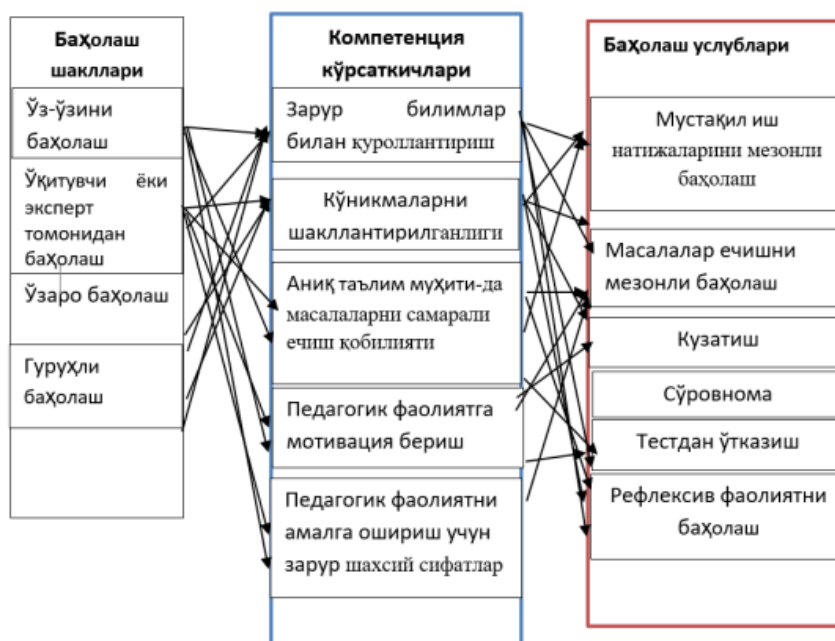 Баҳолаш
шакллари
Ўз-ўзини
баҳолаш
Ўқитувчи ёки
эксперт
томонидан
баҳолаш
Ўзаро баҳолаш
Гуруҳли
баҳолаш
Компетенция
кўрсаткичлари
Зарур билимлар
билан қуроллантириш
Кўникмаларни
шакллантирилганлиги
Аниқ таълим муҳити-да
масалаларни самарали
ечиш қобилияти
Педагогик фаолиятга
мотивация бериш
Педагогик фаолиятни
амалга ошириш учун
зарур шахсий сифатлар
Баҳолаш услублари
Мустақил иш
натижаларини мезонли
баҳолаш
Масалалар ечишни
мезонли баҳолаш
Кузатиш
Сўровнома
Тестдан ўтказиш
Рефлексив фаолиятни
баҳолаш